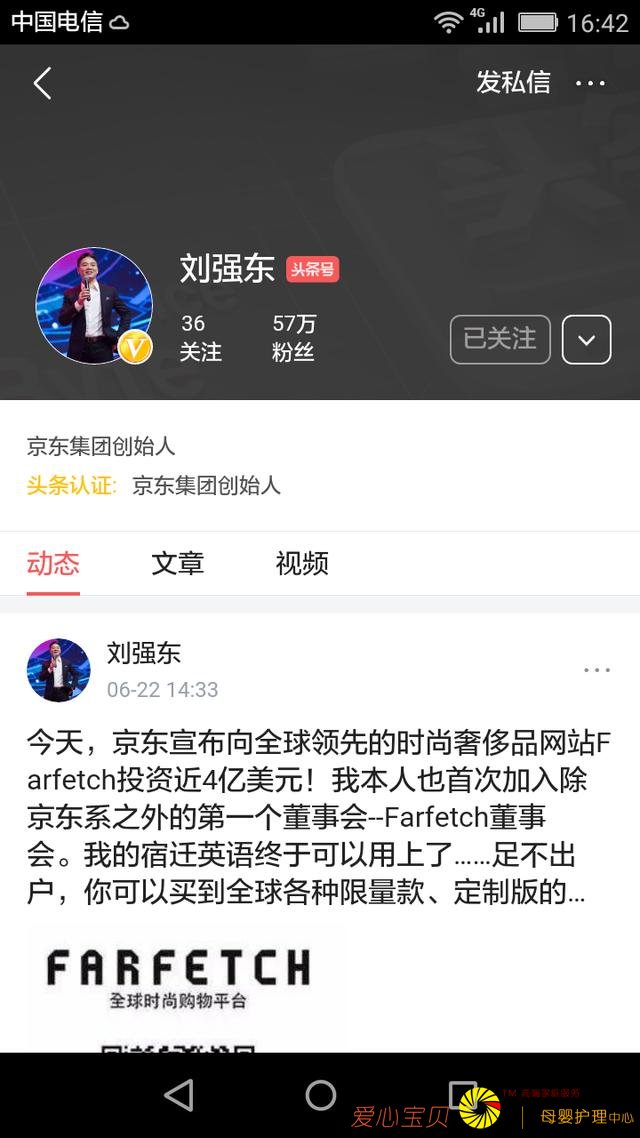 中国电信 4G 16:42
发私信 ...
刘强东 头条号
36 57万
关注 粉丝 已关注
京东集团创始人
头条认证: 京东集团创始人
动态 文章 视频
刘强东
06-22 14:33
今天，京东宣布向全球领先的时尚奢侈品网站F
arfetch投资近4亿美元！我本人也首次加入除
京东系之外的第一个董事会--Farfetch董事
会。我的宿迁英语终于可以用上了......足不出
户，你可以买到全球各种限量款、定制版的...
FARFETCH
全球时尚购物平台
爱心宝贝 | 母婴护理中心